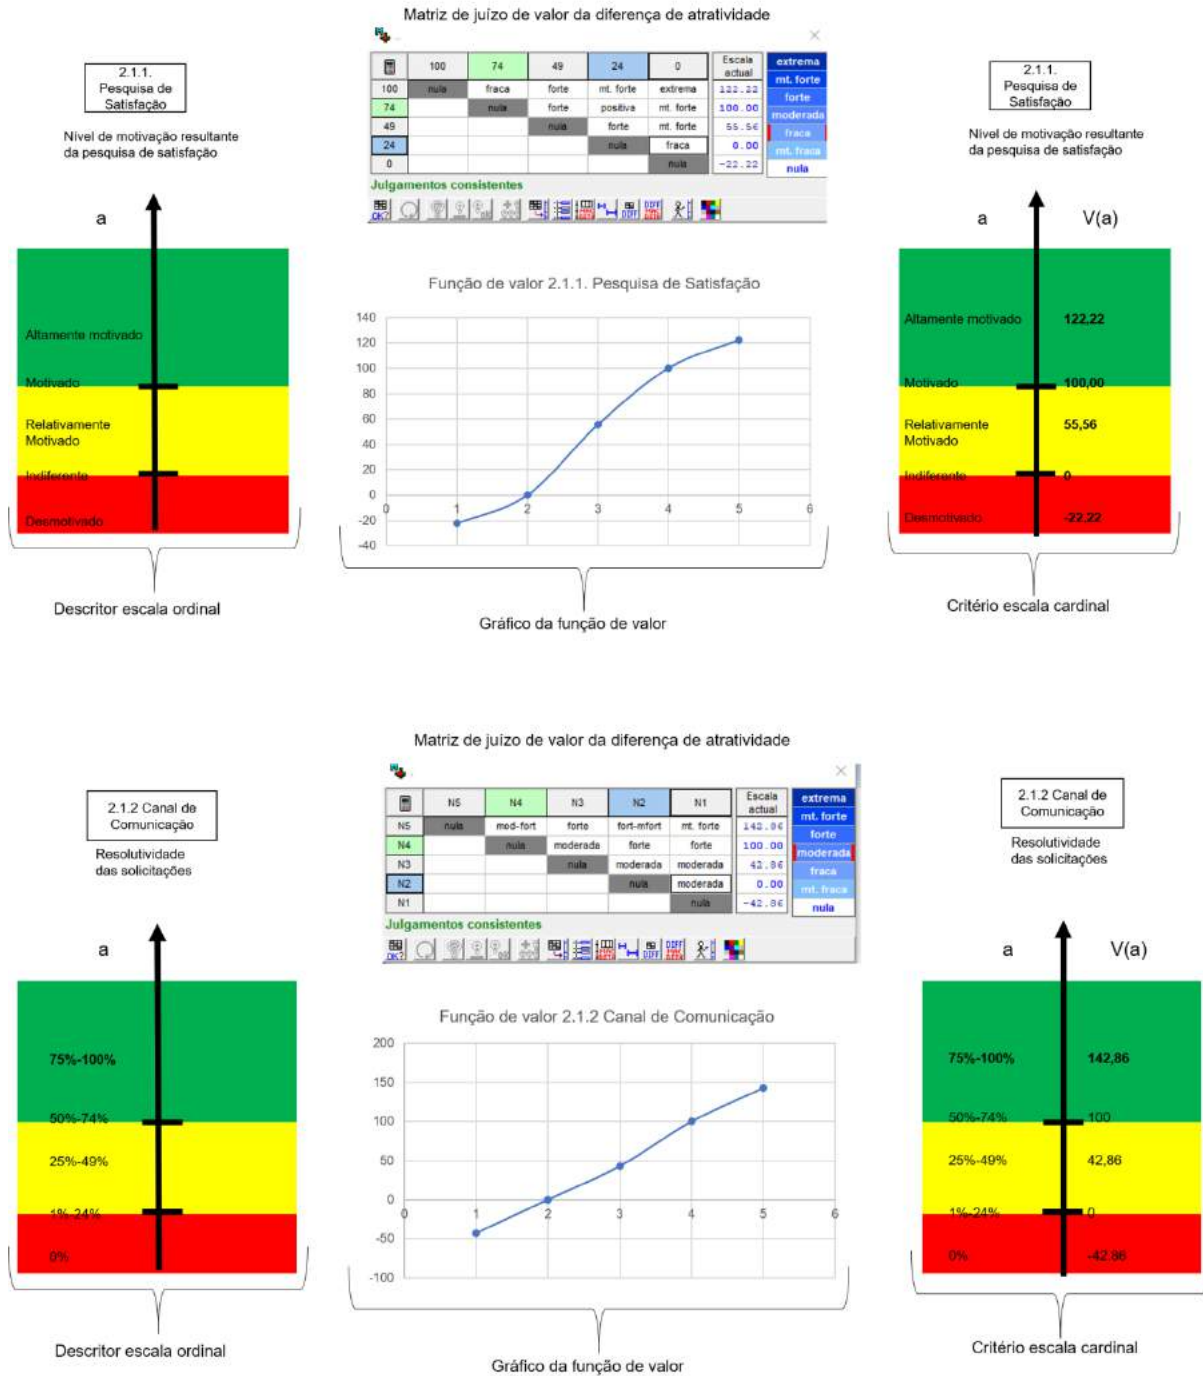 Matriz de juízo de valor da diferença de atratividade
2.1.1.
Pesquisa de
Satisfação
Nível de motivação resultante
da pesquisa de satisfação
a
Altamente motivado
Motivado
Relativamente
Motivado
Indiferente
Desmotivado
Descritor escala ordinal
100 74 49 24 0 Escala actual
100 nula fraca forte mt. forte extrema 122.22
74 nula forte positiva mt. forte 100.00
49 nula forte mt. forte 55.56
24 nula fraca 0.00
0 nula -22.22
extrema
mt. forte
forte
moderada
fraca
mt. fraca
nula
Julgamentos consistentes
Função de valor 2.1.1. Pesquisa de Satisfação
140
120
100
80
60
40
20
0
-20
-40
0 1 2 3 4 5 6
Gráfico da função de valor
2.1.1.
Pesquisa de
Satisfação
Nível de motivação resultante
da pesquisa de satisfação
a V(a)
Altamente motivado 122,22
Motivado 100,00
Relativamente
Motivado 55,56
Indiferente 0
Desmotivado -22,22
Critério escala cardinal
Matriz de juízo de valor da diferença de atratividade
2.1.2 Canal de
Comunicação
Resolutividade
das solicitações
a
75%-100%
50%-74%
25%-49%
1%-24%
0%
Descritor escala ordinal
N5 N4 N3 N2 N1 Escala actual
N5 nula mod-fort forte fort-mfort mt. forte 142.86
N4 nula moderada forte forte 100.00
N3 nula moderada moderada 42.86
N2 nula moderada 0.00
N1 nula -42.86
extrema
mt. forte
forte
moderada
fraca
mt. fraca
nula
Julgamentos consistentes
Função de valor 2.1.2 Canal de Comunicação
200
150
100
50
0
-50
-100
0 1 2 3 4 5 6
Gráfico da função de valor
2.1.2 Canal de
Comunicação
Resolutividade
das solicitações
a V(a)
75%-100% 142,86
50%-74% 100
25%-49% 42,86
1%-24% 0
0% -42,86
Critério escala cardinal